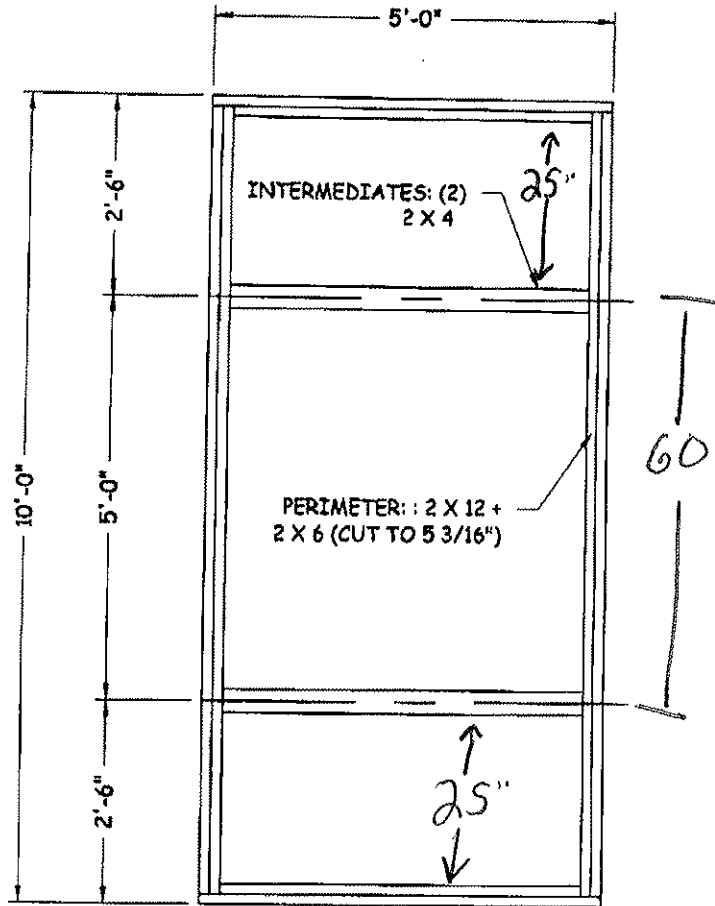 5'-0"
2'-6"
INTERMEDIATES: (2)
2 X 4
25"
10'-0"
5'-0"
60
PERIMETER: : 2 X 12 +
2 X 6 (CUT TO 5 3/16")
2'-6"
25"